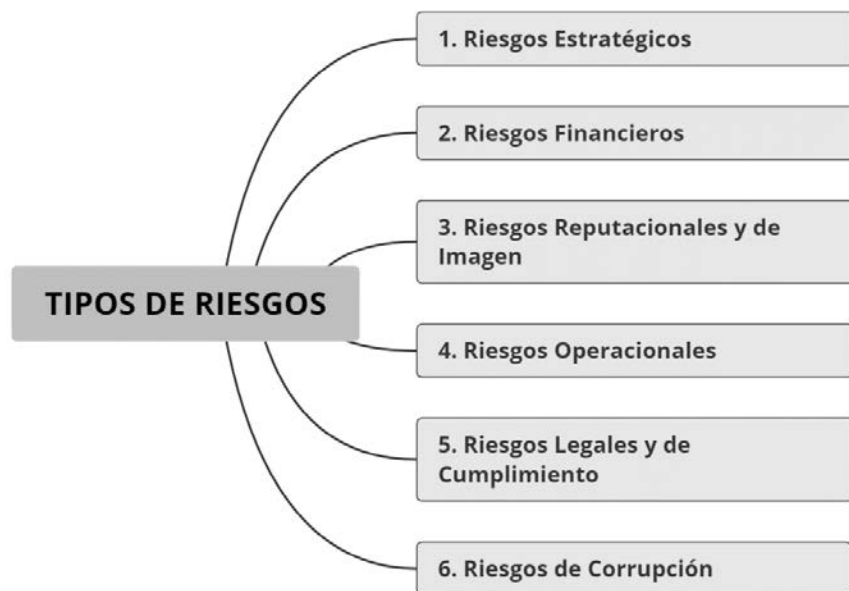 1. Riesgos Estratégicos
2. Riesgos Financieros
3. Riesgos Reputacionales y de
Imagen
TIPOS DE RIESGOS
4. Riesgos Operacionales
5. Riesgos Legales y de
Cumplimiento
6. Riesgos de Corrupción